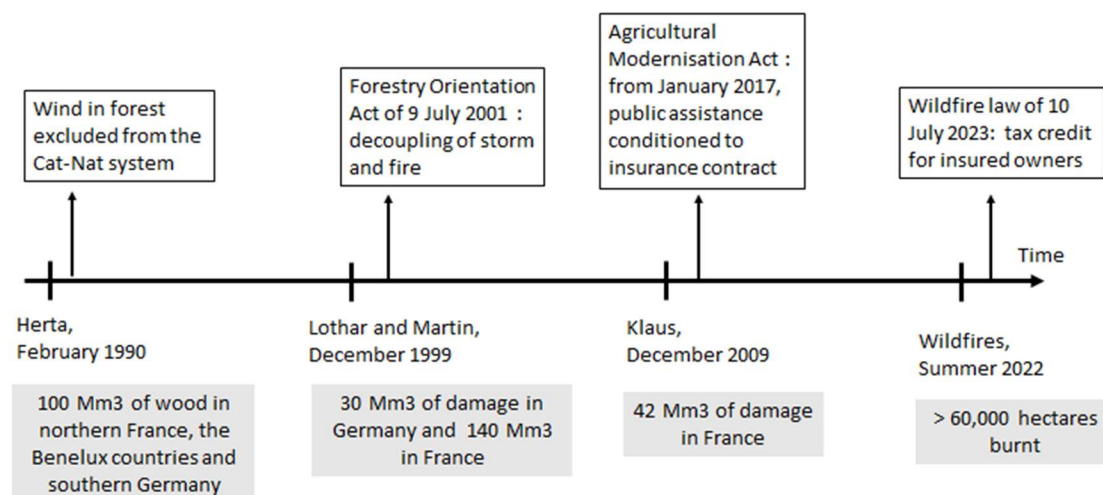 Wind in forest
excluded from the
Cat-Nat system
Forestry Orientation
Act of 9 July 2001 :
decoupling of storm
and fire
Agricultural
Modernisation Act :
from January 2017,
public assistance
conditioned to
insurance contract
Wildfire law of 10
July 2023: tax credit
for insured owners
Time
Herta,
February 1990
Lothar and Martin,
December 1999
Klaus,
December 2009
Wildfires,
Summer 2022
100 Mm3 of wood in
northern France, the
Benelux countries and
southern Germany
30 Mm3 of damage in
Germany and 140 Mm3
in France
42 Mm3 of damage
in France
> 60,000 hectares
burnt